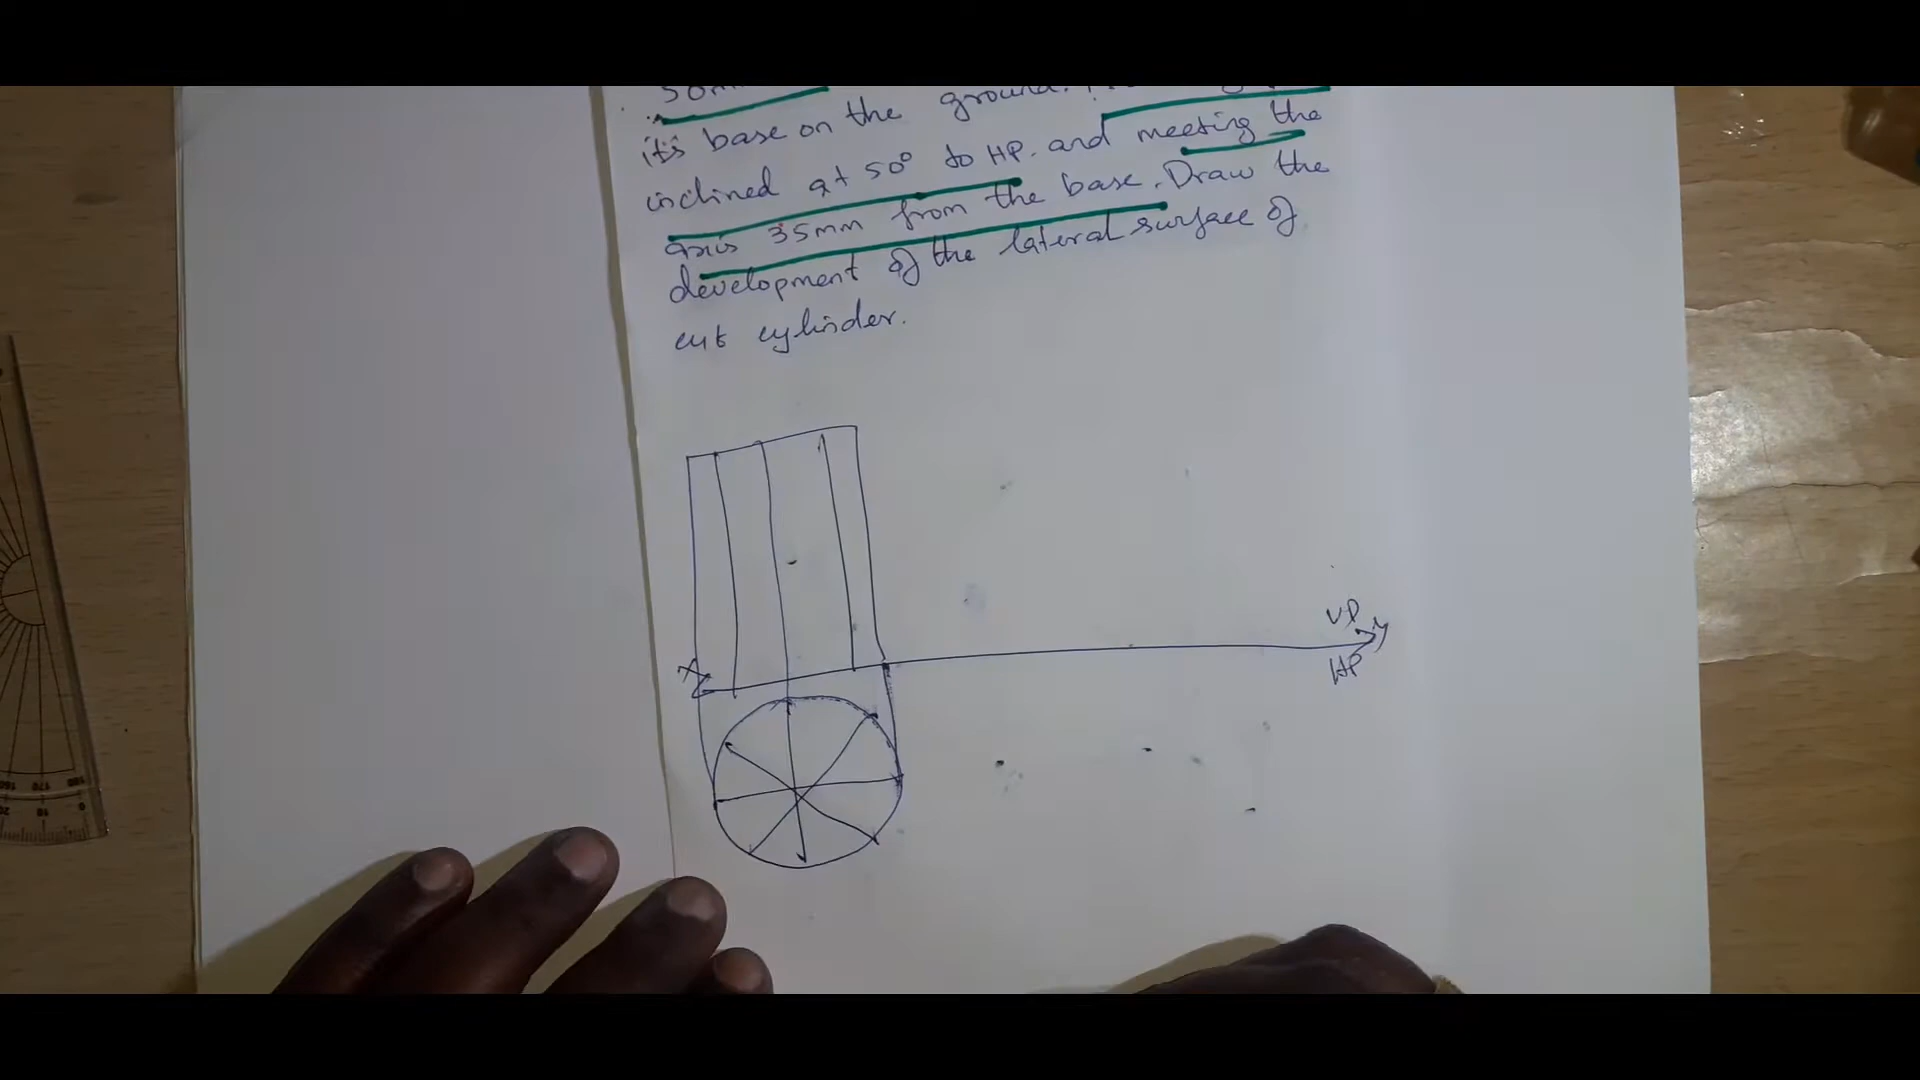 its base on the ground.
inclined at 50° to HP. and meeting the
axis 35mm from the base. Draw the
development of the lateral surface of
cut cylinder.
VP
X
y
HP